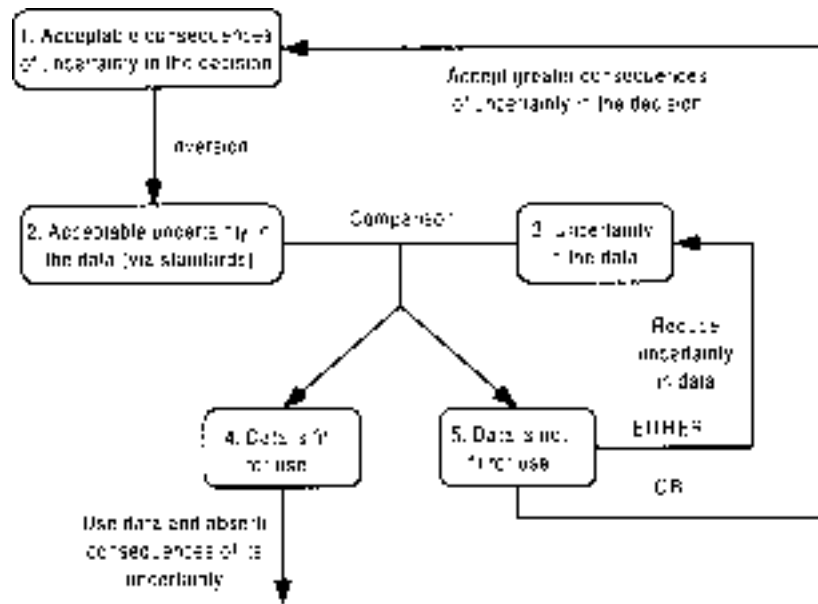 1. Acceptable consequences
of uncertainty in the decision
Accept greater consequences
of uncertainty in the decision
Inversion
Comparison
2. Acceptable uncertainty in
the data (viz standards)
3. Uncertainty
in the data
Reduce
uncertainty
in data
4. Data is fit
for use
5. Data is not
fit for use
EITHER
OR
Use data and absorb
consequences of its
uncertainty